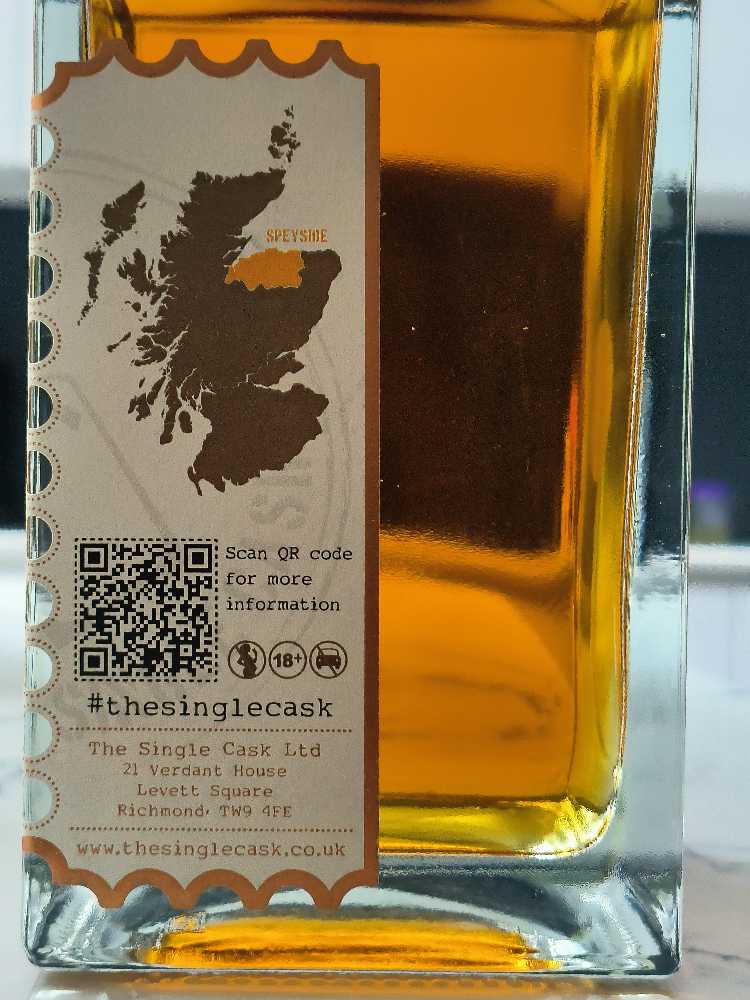 SPEYSIDE
Scan QR code
for more
information
18+
#thesinglecask
The Single Cask Ltd
21 Verdant House
Levett Square
Richmond, TW9 4FE
www.thesinglecask.co.uk